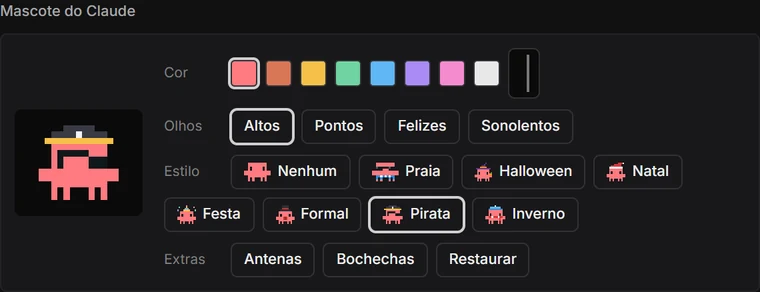 Mascote do Claude
Cor
Olhos Altos Pontos Felizes Sonolentos
Estilo Nenhum Praia Halloween Natal
Festa Formal Pirata Inverno
Extras Antenas Bochechas Restaurar